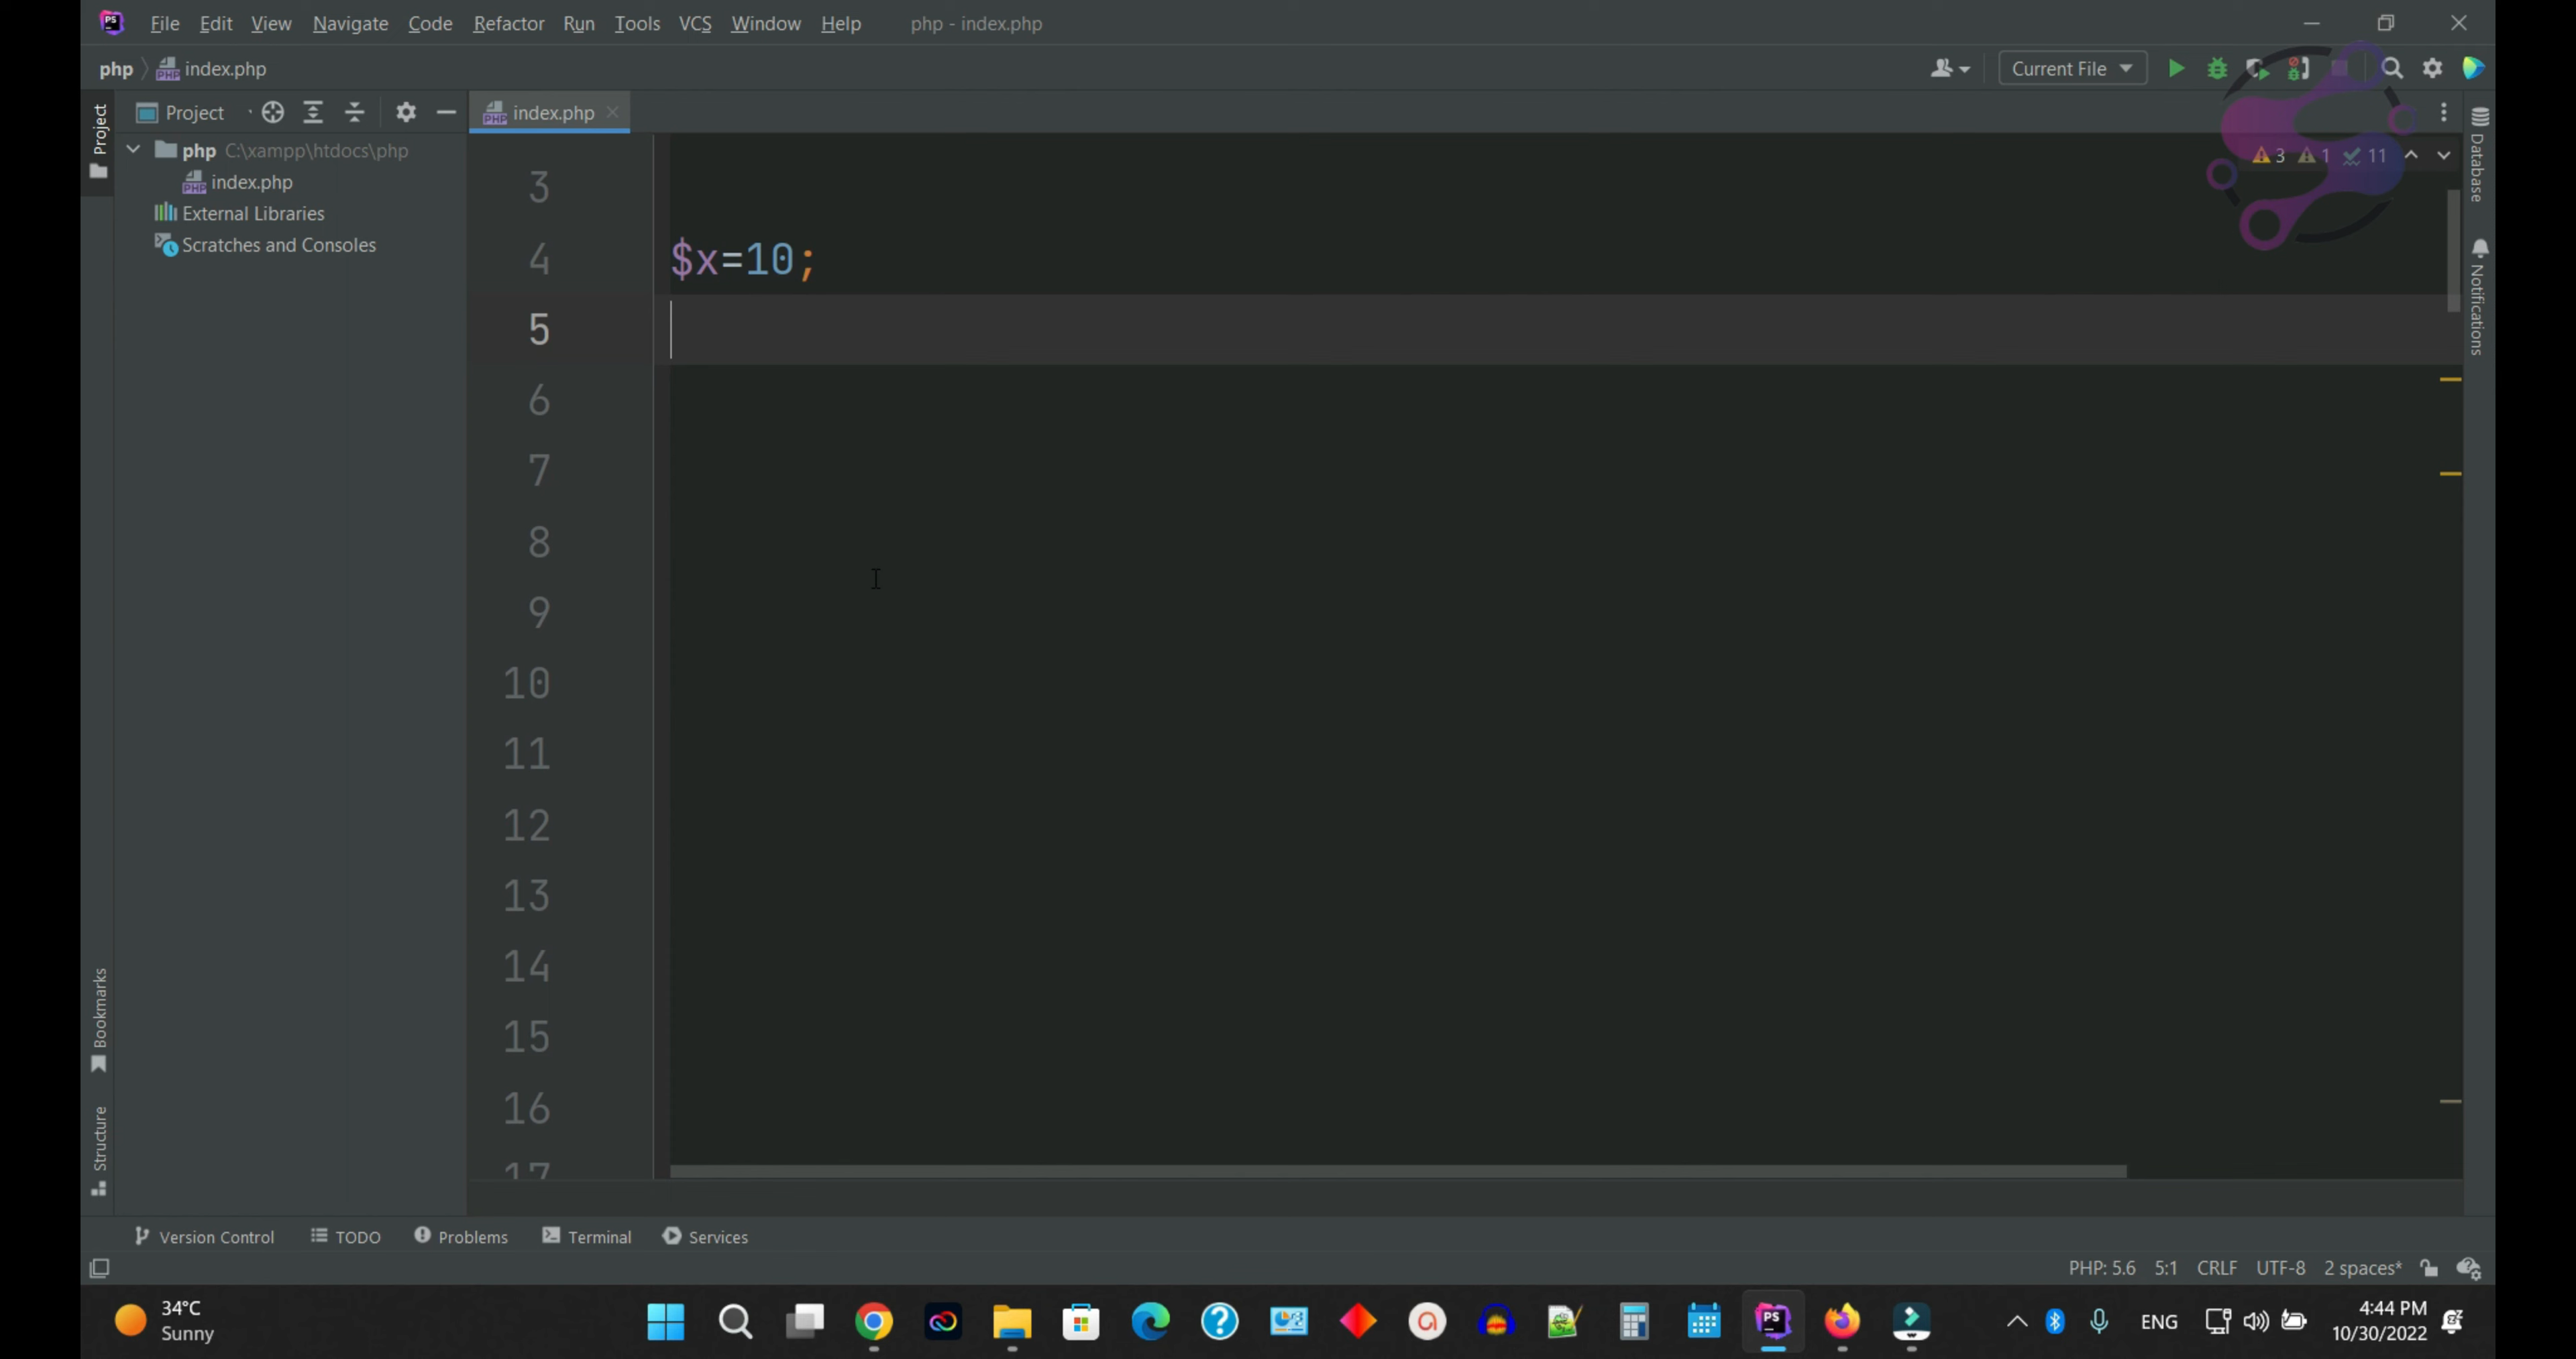 File Edit View Navigate Code Refactor Run Tools VCS Window Help php - index.php
php index.php Current File
Project index.php
Project
php C:\xampp\htdocs\php
index.php
External Libraries
Scratches and Consoles
3 1 11
Database
Notifications
3
4 $x=10;
5
6
7
8
9
10
11
12
13
14
15
16
17
Bookmarks
Structure
Version Control TODO Problems Terminal Services
PHP: 5.6 5:1 CRLF UTF-8 2 spaces*
34°C
Sunny
ENG
4:44 PM
10/30/2022